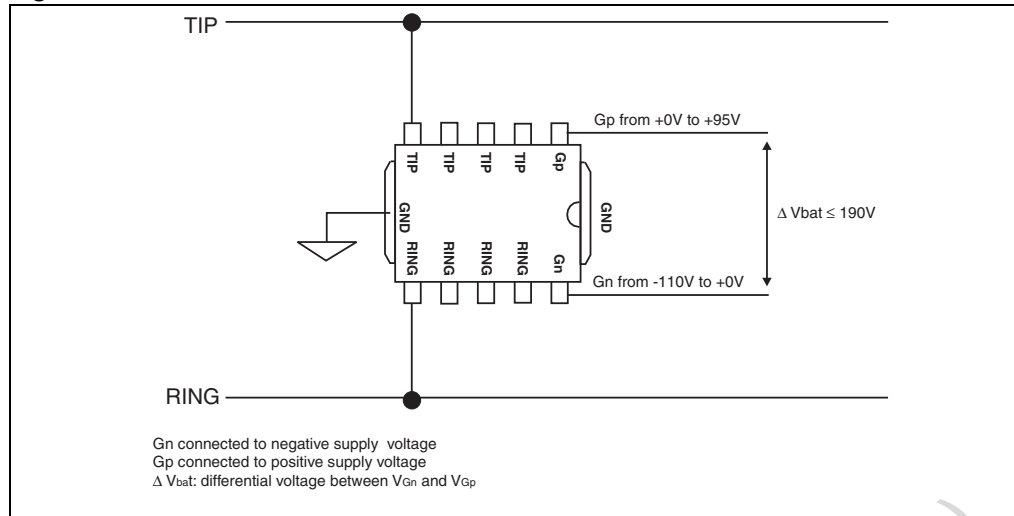 TIP
Gp from +0V to +95V
TIP TIP TIP TIP Gp
GND GND
Δ Vbat ≤ 190V
RING RING RING RING Gn
Gn from -110V to +0V
RING
Gn connected to negative supply voltage
Gp connected to positive supply voltage
Δ Vbat: differential voltage between VGn and VGp